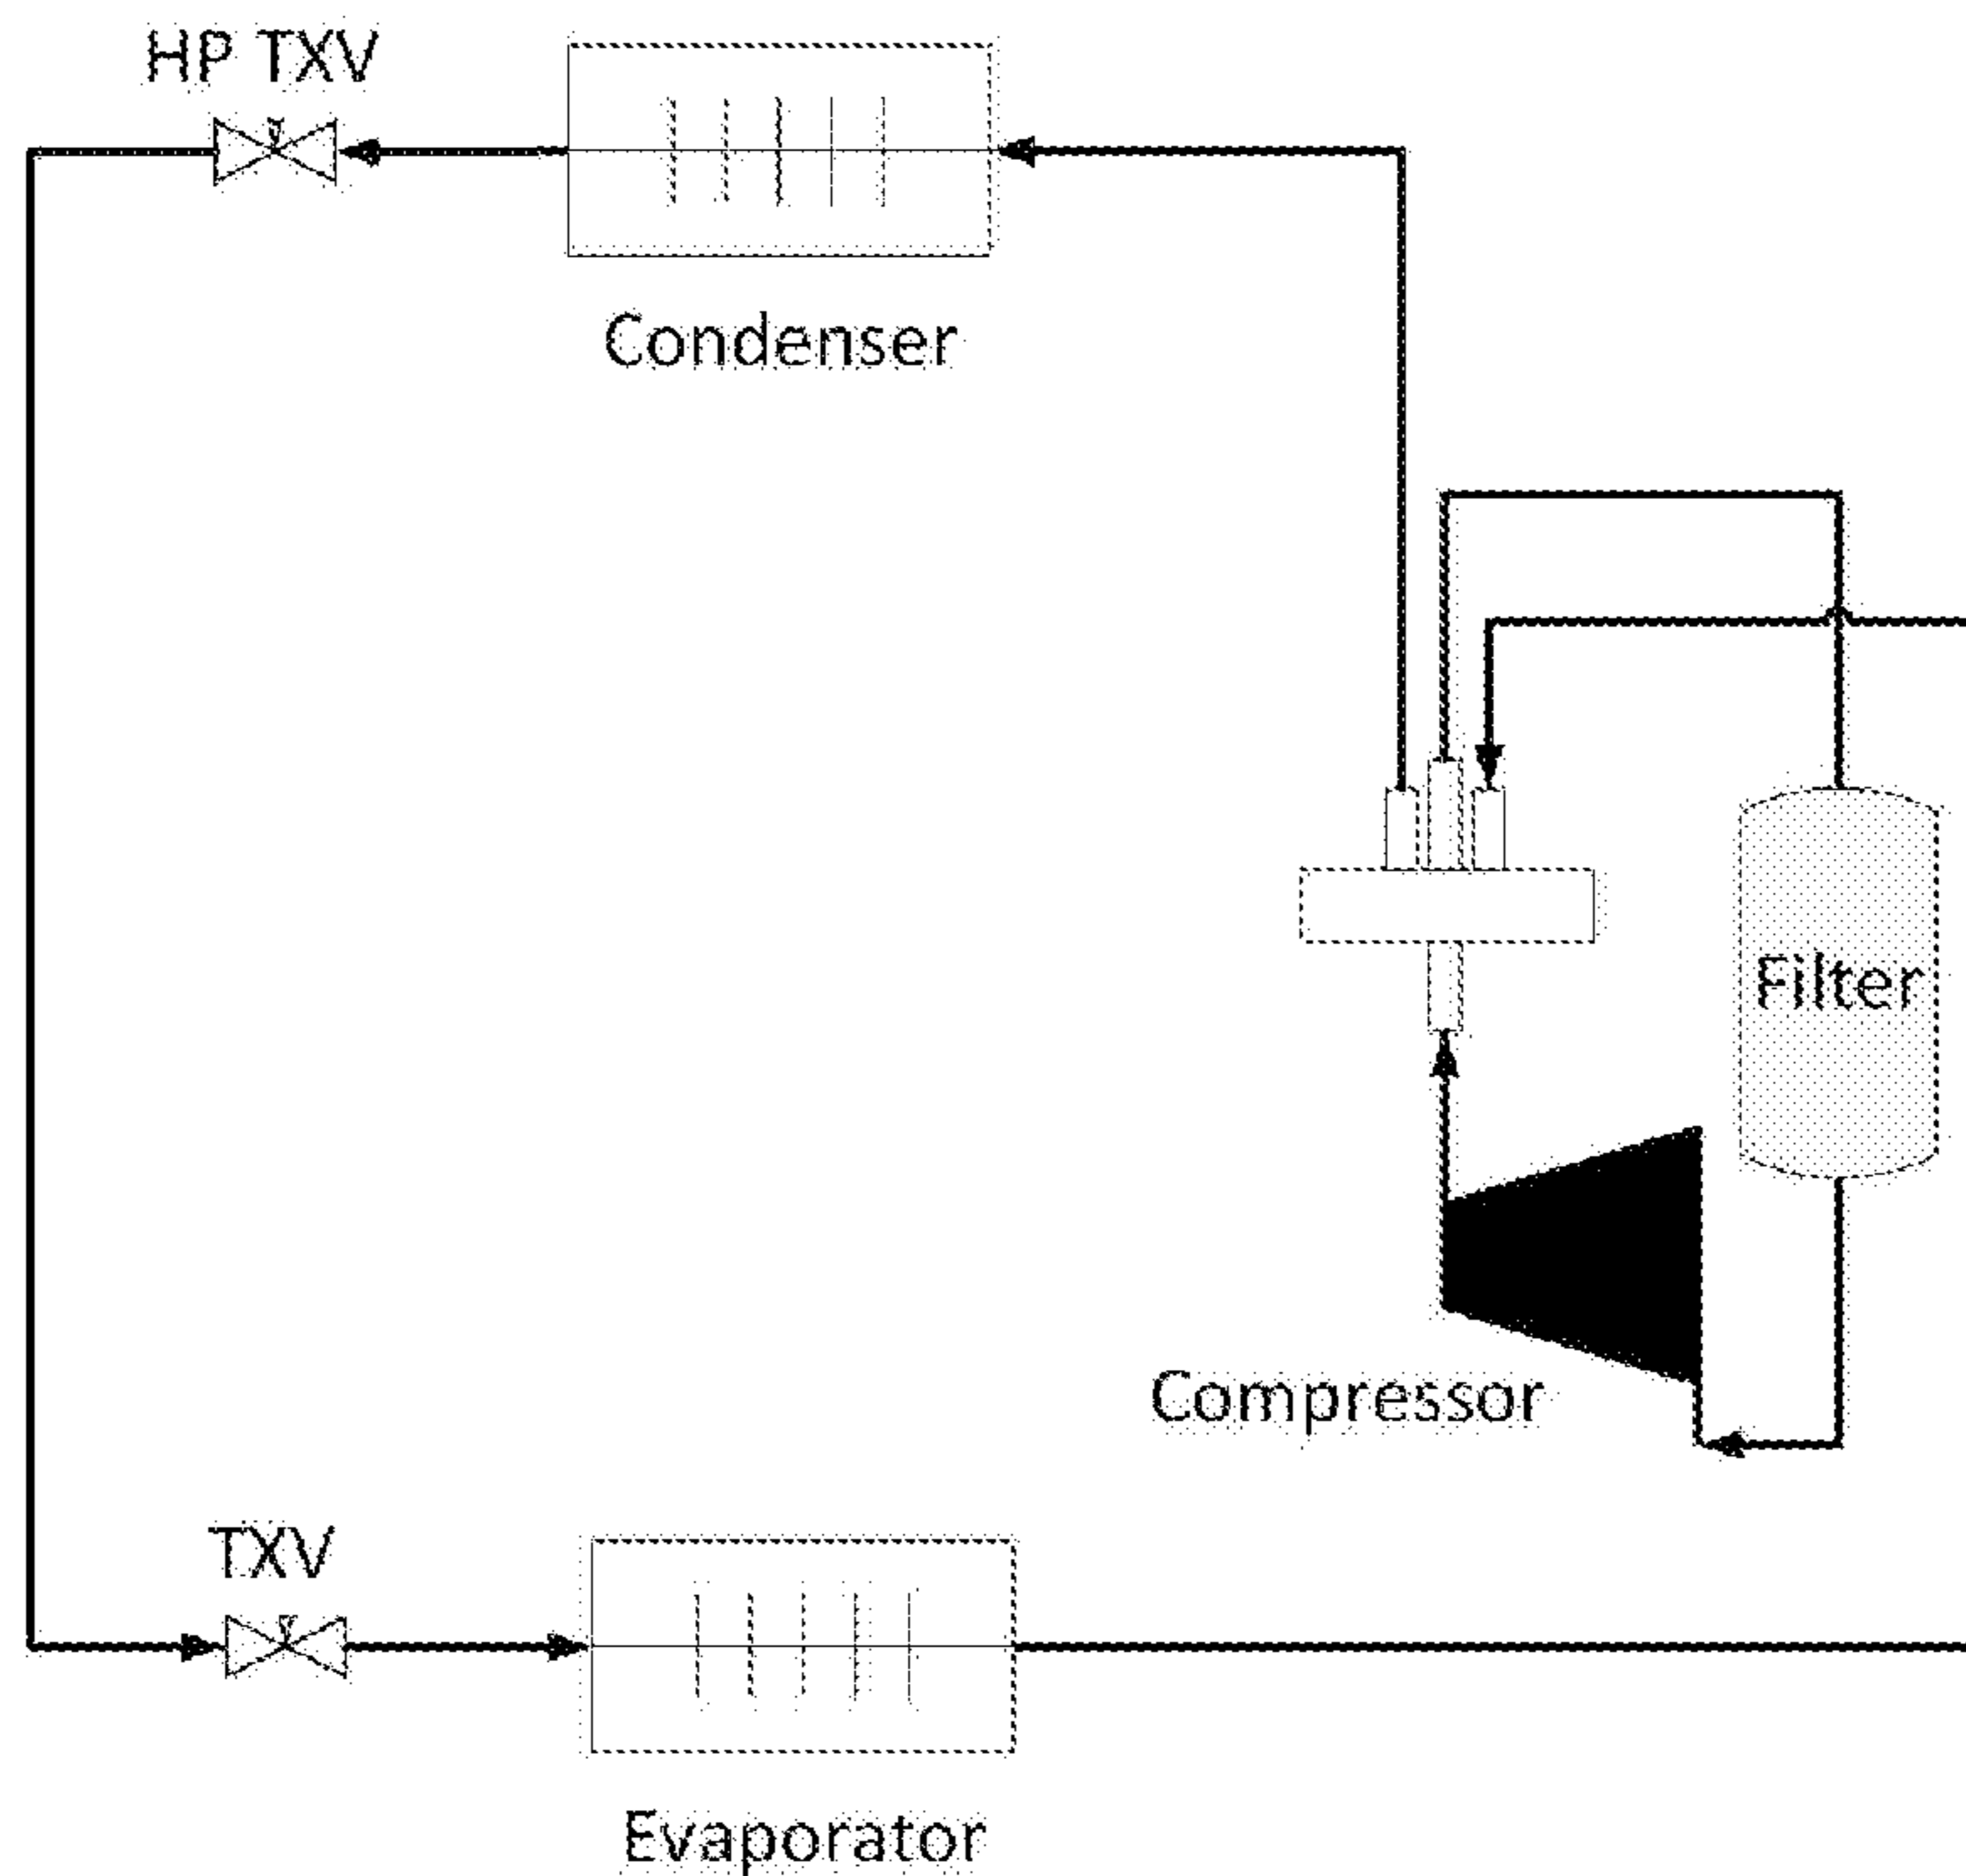 HP TXV
Condenser
Filter
Compressor
TXV
Evaporator